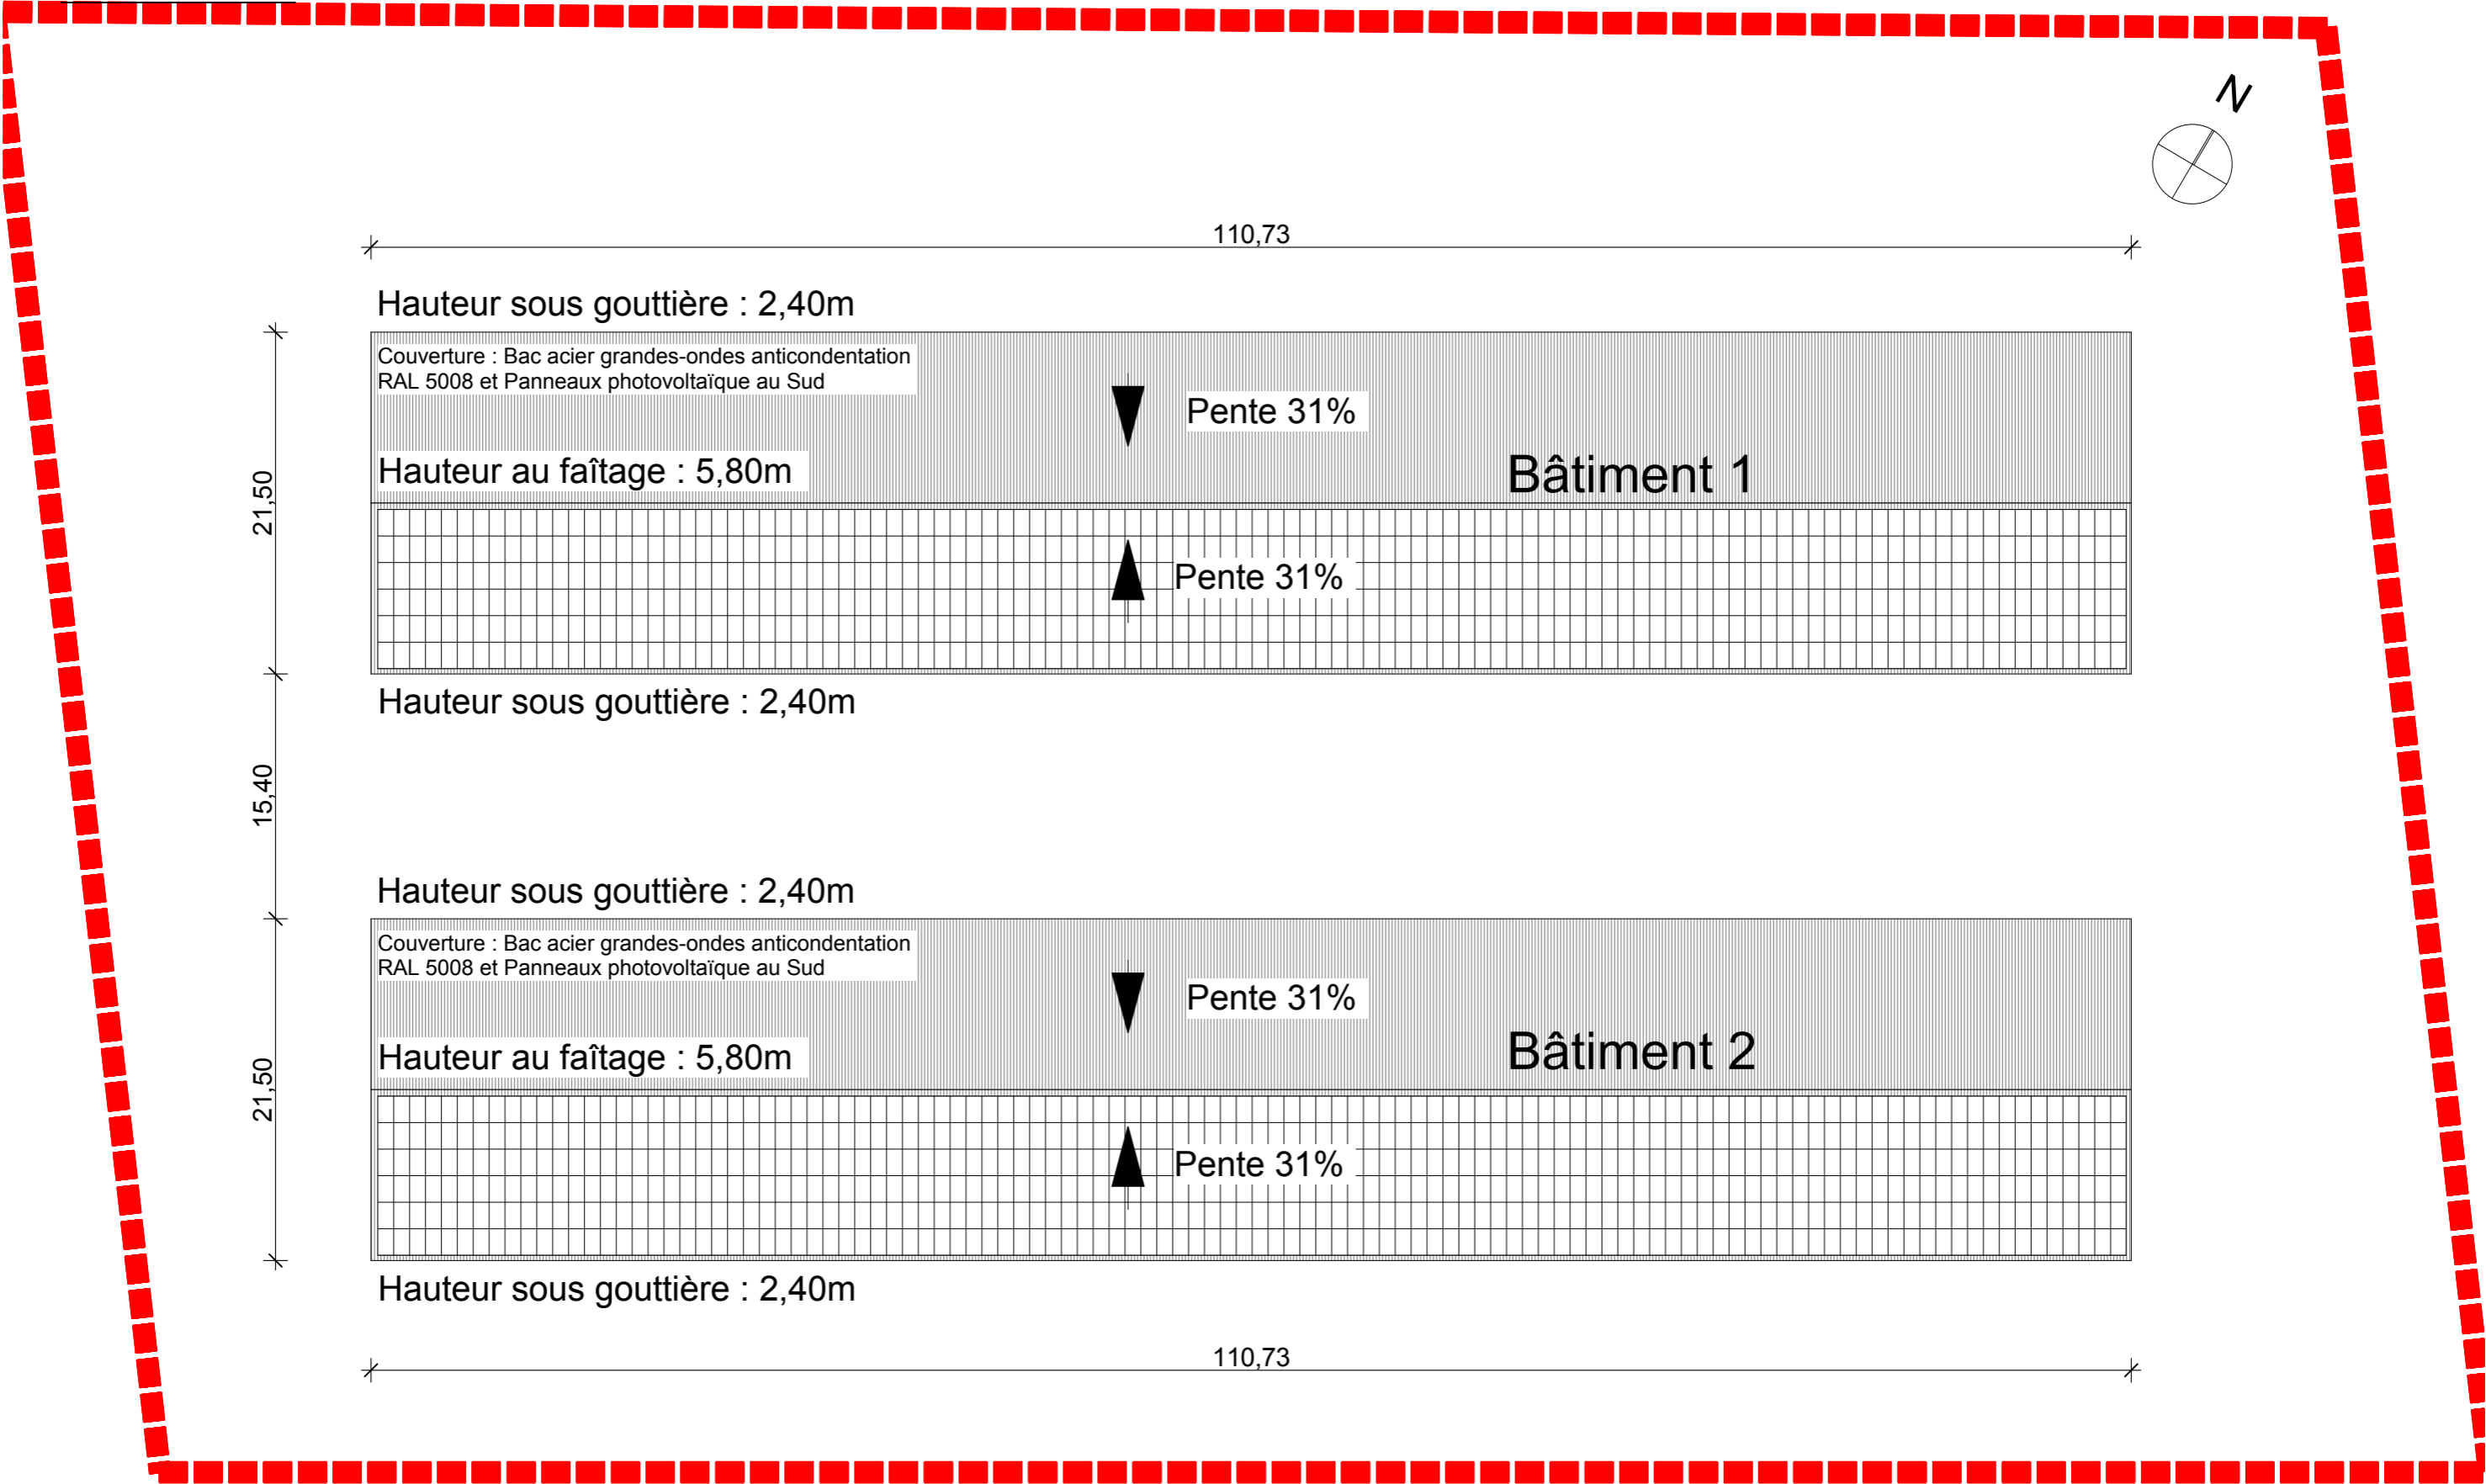 N
110,73
Hauteur sous gouttière : 2,40m
Couverture : Bac acier grandes-ondes anticondentation
RAL 5008 et Panneaux photovoltaïque au Sud
Pente 31%
Hauteur au faîtage : 5,80m
Bâtiment 1
21,50
Pente 31%
Hauteur sous gouttière : 2,40m
15,40
Hauteur sous gouttière : 2,40m
Couverture : Bac acier grandes-ondes anticondentation
RAL 5008 et Panneaux photovoltaïque au Sud
Pente 31%
Hauteur au faîtage : 5,80m
Bâtiment 2
21,50
Pente 31%
Hauteur sous gouttière : 2,40m
110,73